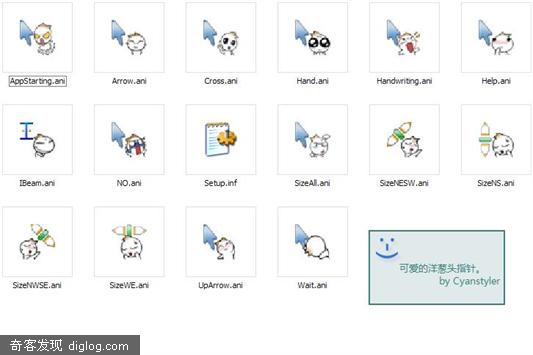 AppStarting.ani
Arrow.ani
Cross.ani
Hand.ani
Handwriting.ani
Help.ani
IBeam.ani
NO.ani
Setup.inf
SizeAll.ani
SizeNESW.ani
SizeNS.ani
SizeNWSE.ani
SizeWE.ani
UpArrow.ani
Wait.ani
可爱的洋葱头指针。
by Cyanstyler
奇客发现 diglog.com